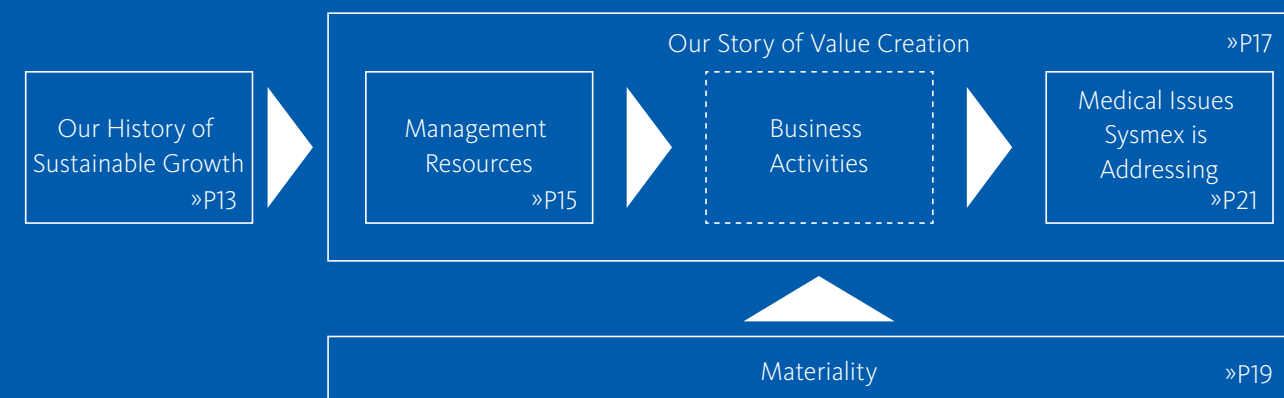 Our Story of Value Creation
»P17
Our History of
Sustainable Growth
»P13
Management
Resources
»P15
Business
Activities
Medical Issues
Sysmex is
Addressing
»P21
Materiality
»P19